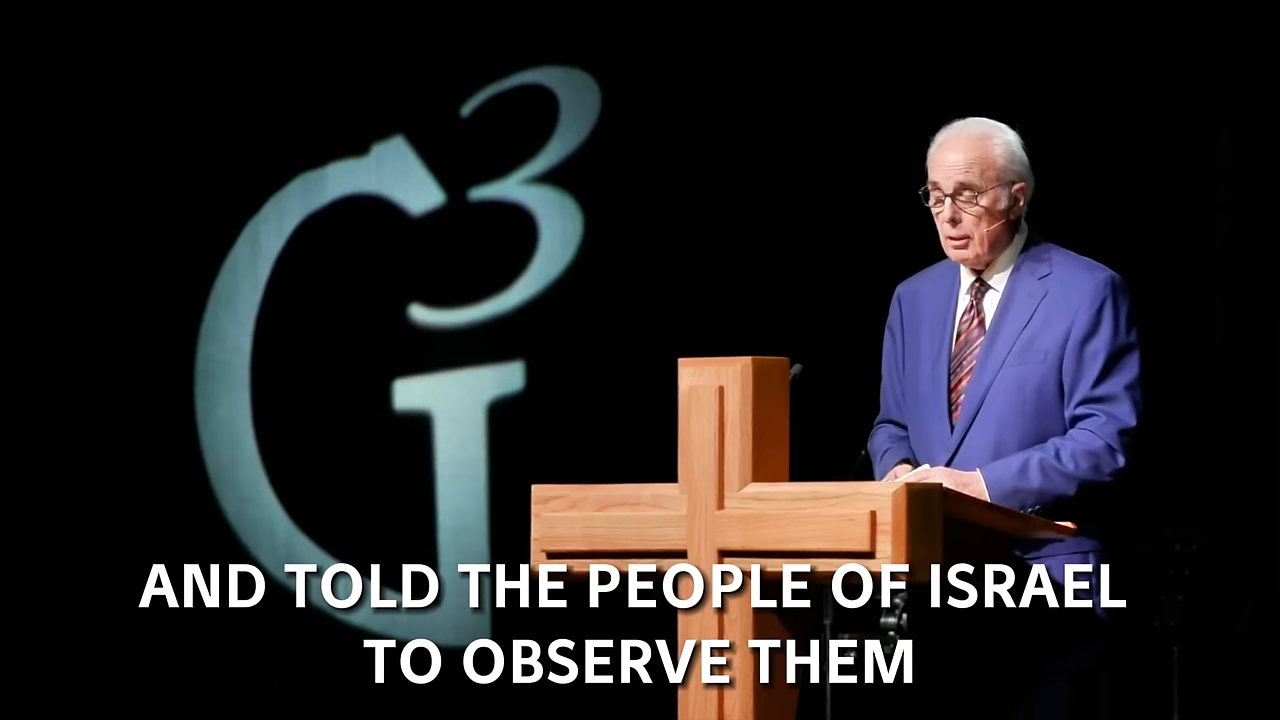 G3
AND TOLD THE PEOPLE OF ISRAEL
TO OBSERVE THEM